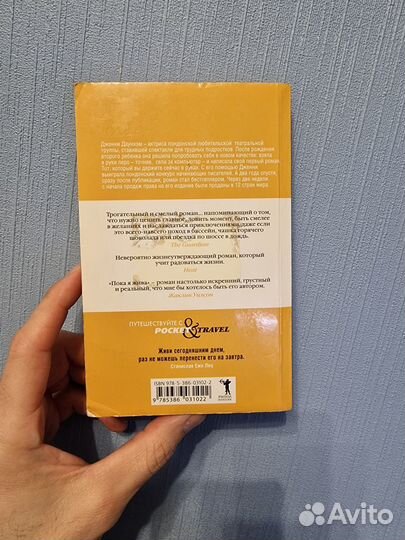 Дженни Даунхэм – актриса лондонской любительской театральной
группы, ставившей спектакли для трудных подростков. После рождения
второго ребенка она решила попробовать себя в новом качестве: взяла
в руки перо – точнее, села за компьютер – и написала свой первый роман.
Тот, который вы держите сейчас в руках. С его помощью Дженни
выиграла лондонский конкурс начинающих писателей. А два года спустя,
сразу после публикации, роман стал бестселлером. Через две недели
с начала продаж права на его издание были проданы в 12 стран мира.
Трогательный и смелый роман... напоминающий о том,
что нужно ценить главное, ловить момент, быть смелее
в желаниях и наслаждаться приключениями, даже если
это всего-навсего поход в бассейн, чашка горячего
шоколада или поездка по шоссе в дождь.
The Guardian
Невероятно жизнеутверждающий роман, который
учит радоваться жизни.
Heat
"Пока я жива" – роман настолько искренний, грустный
и реальный, что мне бы хотелось быть его автором.
Жаклин Уилсон
ПУТЕШЕСТВУЙТЕ С
POCKET&TRAVEL
Живи сегодняшним днем,
раз не можешь перенести его на завтра.
Станислав Ежи Лец
ISBN 978-5-386-03102-2
9 785386 031022
Avito